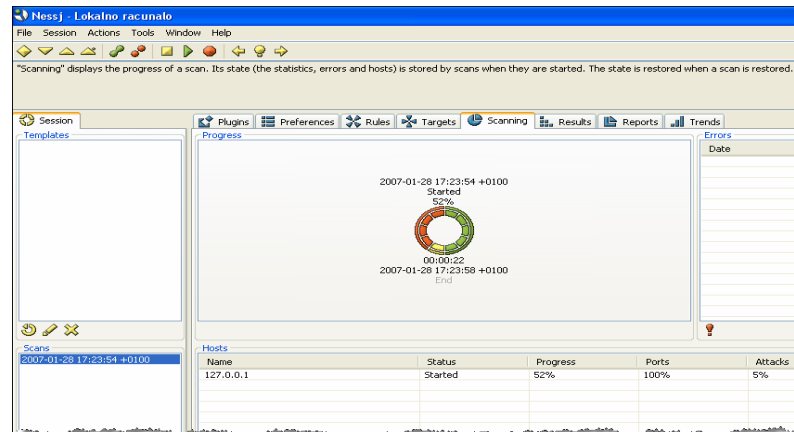 Nessj - Lokalno racunalo
File Session Actions Tools Window Help
"Scanning" displays the progress of a scan. Its state (the statistics, errors and hosts) is stored by scans when they are started. The state is restored when a scan is restored.
Session
Plugins Preferences Rules Targets Scanning Results Reports Trends
Templates
Progress
Errors
Date
2007-01-28 17:23:54 +0100
Started
52%
00:00:22
2007-01-28 17:23:58 +0100
End
Scans
2007-01-28 17:23:54 +0100
Hosts
Name Status Progress Ports Attacks
127.0.0.1 Started 52% 100% 5%